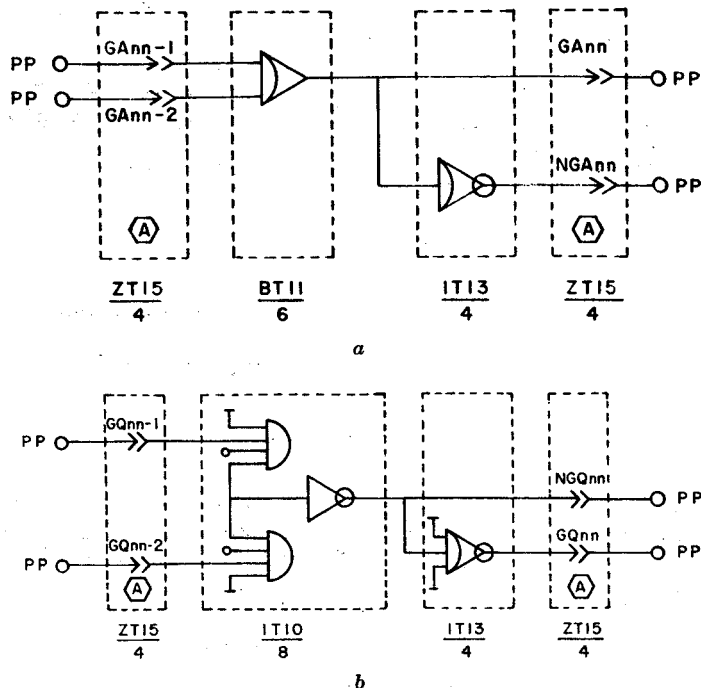 GAnn-1
GAnn
PP
PP
PP
GAnn-2
NGAnn
PP
A
A
ZT15
BT11
IT13
ZT15
4
6
4
4
a
GQnn-1
PP
NGQnn
PP
GQnn-2
GQnn
PP
PP
A
A
ZT15
IT10
IT13
ZT15
4
8
4
4
b